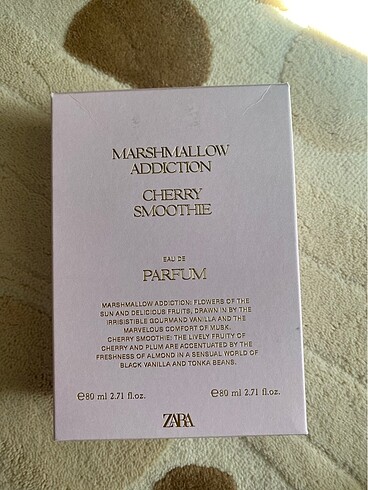 MARSHMALLOW
ADDICTION
CHERRY
SMOOTHIE
EAU DE
PARFUM
MARSHMALLOW ADDICTION: FLOWERS OF THE
SUN AND DELICIOUS FRUITS, DRAWN IN BY THE
IRRISISTIBLE GOURMAND VANILLA AND THE
MARVELOUS COMFORT OF MUSK.
CHERRY SMOOTHIE: THE LIVELY FRUITY OF
CHERRY AND PLUM ARE ACCENTUATED BY THE
FRESHNESS OF ALMOND IN A SENSUAL WORLD OF
BLACK VANILLA AND TONKA BEANS.
℮80 ml 2.71 fl.oz. ℮80 ml 2.71 fl.oz.
ZARA